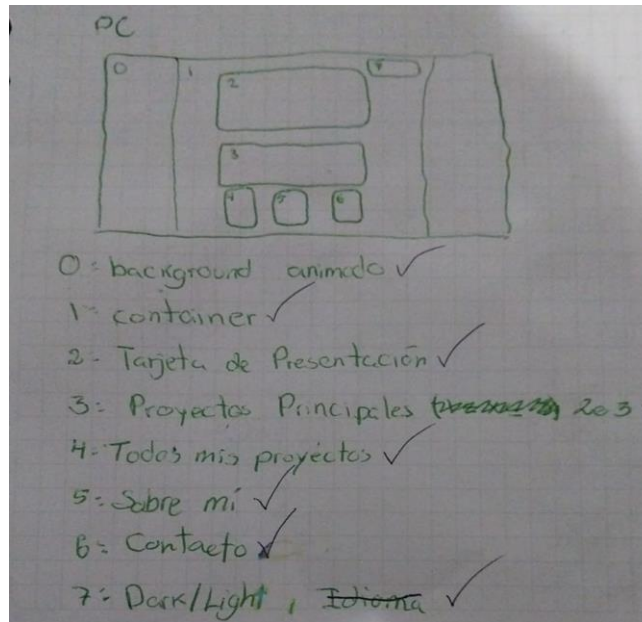 PC
0
1
2
7
3
4
5
6
0= background animado
1= container
2- Tarjeta de Presentación
3= Proyectos Principales 2 o 3
4= Todos mis proyectos
5= Sobre mí
6= Contacto
7= Dark/Light, Idioma